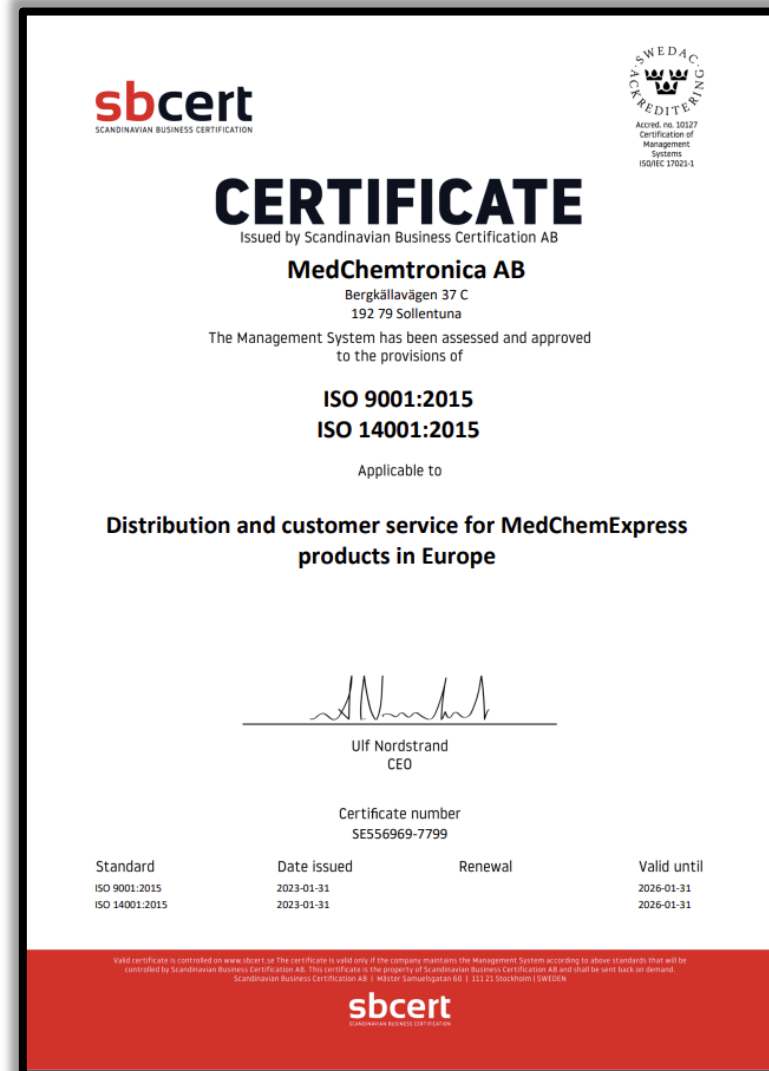 sbcert
SCANDINAVIAN BUSINESS CERTIFICATION
SWEDAC
ACKREDITERING
Accred. no. 10127
Certification of
Management
Systems
ISO/IEC 17021-1
CERTIFICATE
Issued by Scandinavian Business Certification AB
MedChemtronica AB
Bergkällavägen 37 C
192 79 Sollentuna
The Management System has been assessed and approved
to the provisions of
ISO 9001:2015
ISO 14001:2015
Applicable to
Distribution and customer service for MedChemExpress
products in Europe
Ulf Nordstrand
CEO
Certificate number
SE556969-7799
Standard Date issued Renewal Valid until
ISO 9001:2015 2023-01-31 2026-01-31
ISO 14001:2015 2023-01-31 2026-01-31
Valid certificate is controlled on www.sbcert.se The certificate is valid only if the company maintains the Management System according to above standards that will be
controlled by Scandinavian Business Certification AB. This certificate is the property of Scandinavian Business Certification AB and shall be sent back on demand.
Scandinavian Business Certification AB | Mäster Samuelsgatan 60 | 111 21 Stockholm | SWEDEN
sbcert
SCANDINAVIAN BUSINESS CERTIFICATION